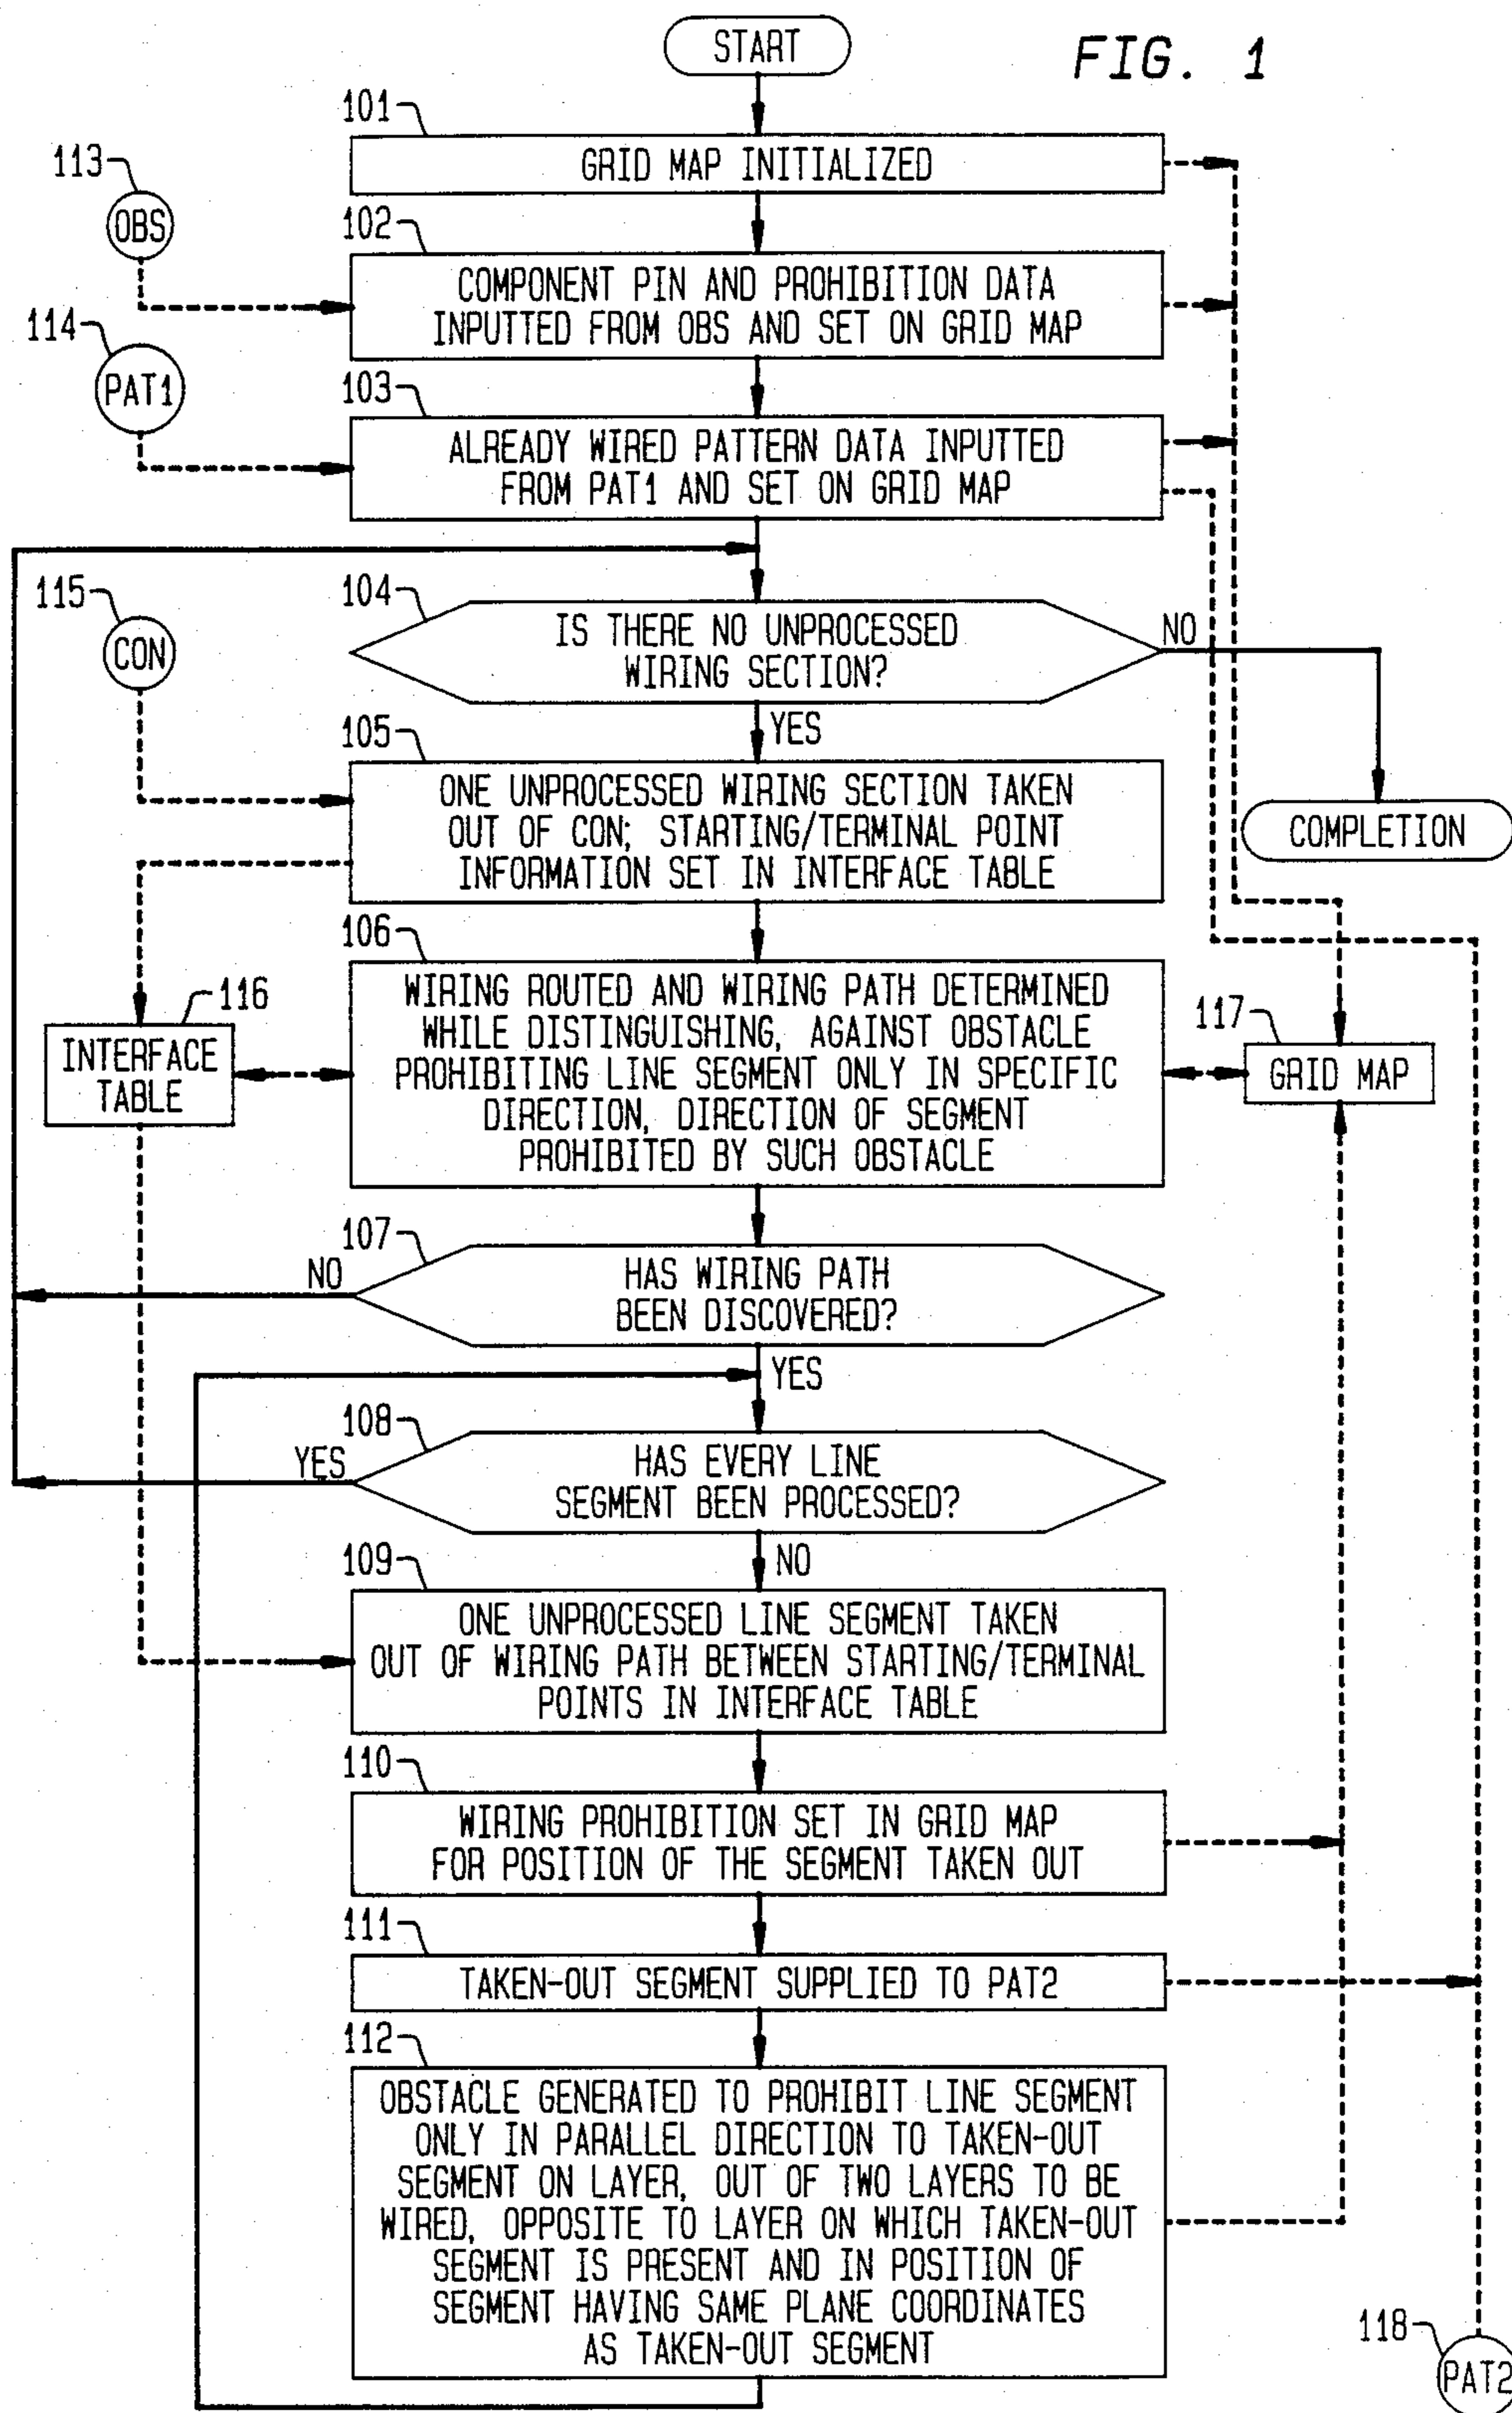 START
FIG. 1
101
GRID MAP INITIALIZED
113
OBS
102
COMPONENT PIN AND PROHIBITION DATA
INPUTTED FROM OBS AND SET ON GRID MAP
114
PAT1
103
ALREADY WIRED PATTERN DATA INPUTTED
FROM PAT1 AND SET ON GRID MAP
115
CON
104
IS THERE NO UNPROCESSED
WIRING SECTION?
NO
YES
COMPLETION
105
ONE UNPROCESSED WIRING SECTION TAKEN
OUT OF CON; STARTING/TERMINAL POINT
INFORMATION SET IN INTERFACE TABLE
106
WIRING ROUTED AND WIRING PATH DETERMINED
WHILE DISTINGUISHING, AGAINST OBSTACLE
PROHIBITING LINE SEGMENT ONLY IN SPECIFIC
DIRECTION, DIRECTION OF SEGMENT
PROHIBITED BY SUCH OBSTACLE
116
INTERFACE
TABLE
117
GRID MAP
107
HAS WIRING PATH
BEEN DISCOVERED?
NO
YES
108
HAS EVERY LINE
SEGMENT BEEN PROCESSED?
YES
NO
109
ONE UNPROCESSED LINE SEGMENT TAKEN
OUT OF WIRING PATH BETWEEN STARTING/TERMINAL
POINTS IN INTERFACE TABLE
110
WIRING PROHIBITION SET IN GRID MAP
FOR POSITION OF THE SEGMENT TAKEN OUT
111
TAKEN-OUT SEGMENT SUPPLIED TO PAT2
112
OBSTACLE GENERATED TO PROHIBIT LINE SEGMENT
ONLY IN PARALLEL DIRECTION TO TAKEN-OUT
SEGMENT ON LAYER, OUT OF TWO LAYERS TO BE
WIRED, OPPOSITE TO LAYER ON WHICH TAKEN-OUT
SEGMENT IS PRESENT AND IN POSITION OF
SEGMENT HAVING SAME PLANE COORDINATES
AS TAKEN-OUT SEGMENT
118
PAT2